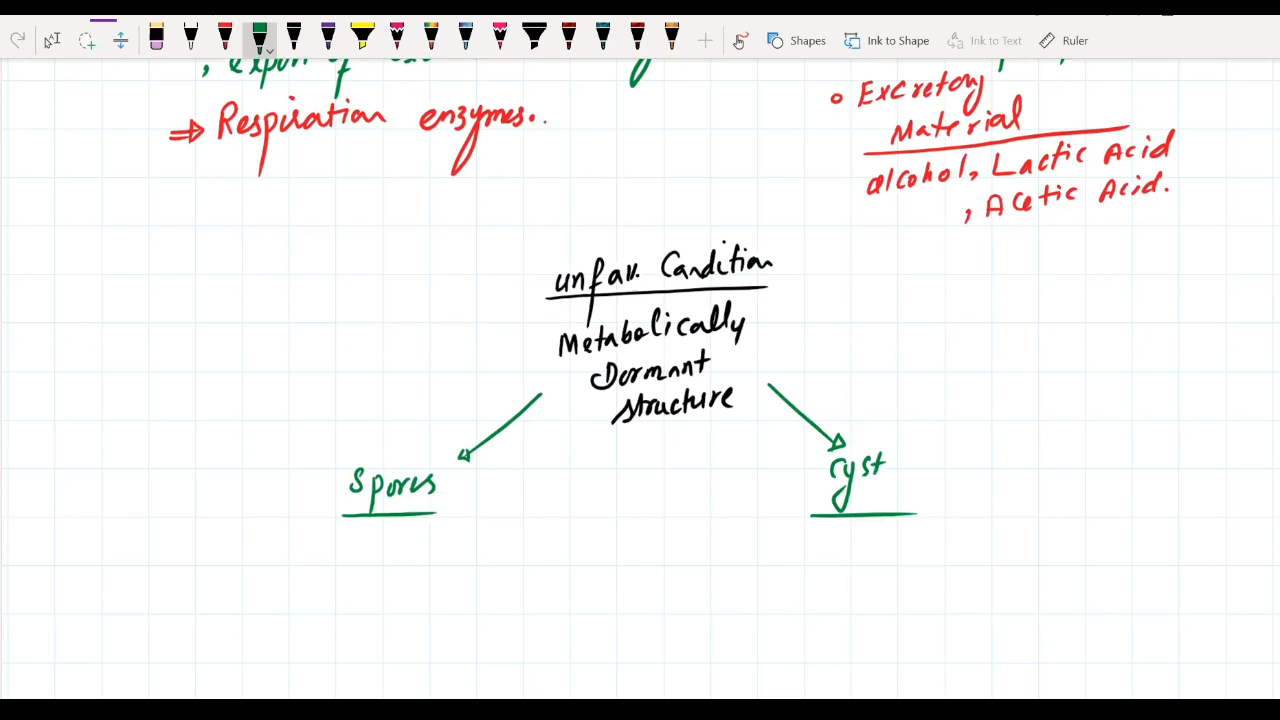 Shapes
Ink to Shape
Ink to Text
Ruler
⇒ Respiration enzymes.
• Excretory
Material
alcohol, Lactic Acid
, Acetic Acid.
unfav. Condition
Metabolically
Dormant
structure
Spores
Cyst